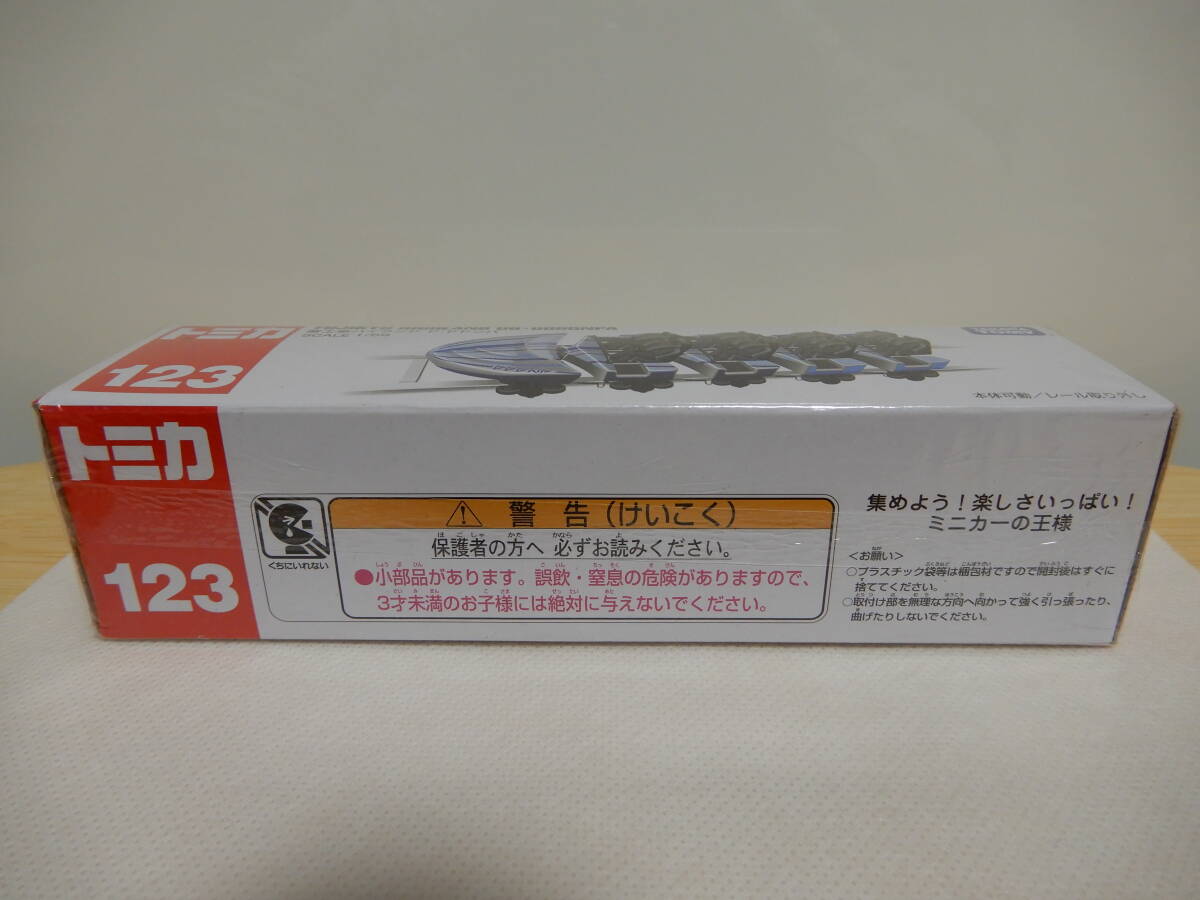 トミカ
123
SCALE 1/69
本体可動/レール取り外し
トミカ
123
くちにいれない
警告(けいこく)
保護者の方へ 必ずお読みください。
●小部品があります。誤飲・窒息の危険がありますので、
3才未満のお子様には絶対に与えないでください。
集めよう!楽しさいっぱい!
ミニカーの王様
<お願い>
○プラスチック袋等は梱包材ですので開封後はすぐに
捨ててください。
○取付け部を無理な方向へ向かって強く引っ張ったり、
曲げたりしないでください。